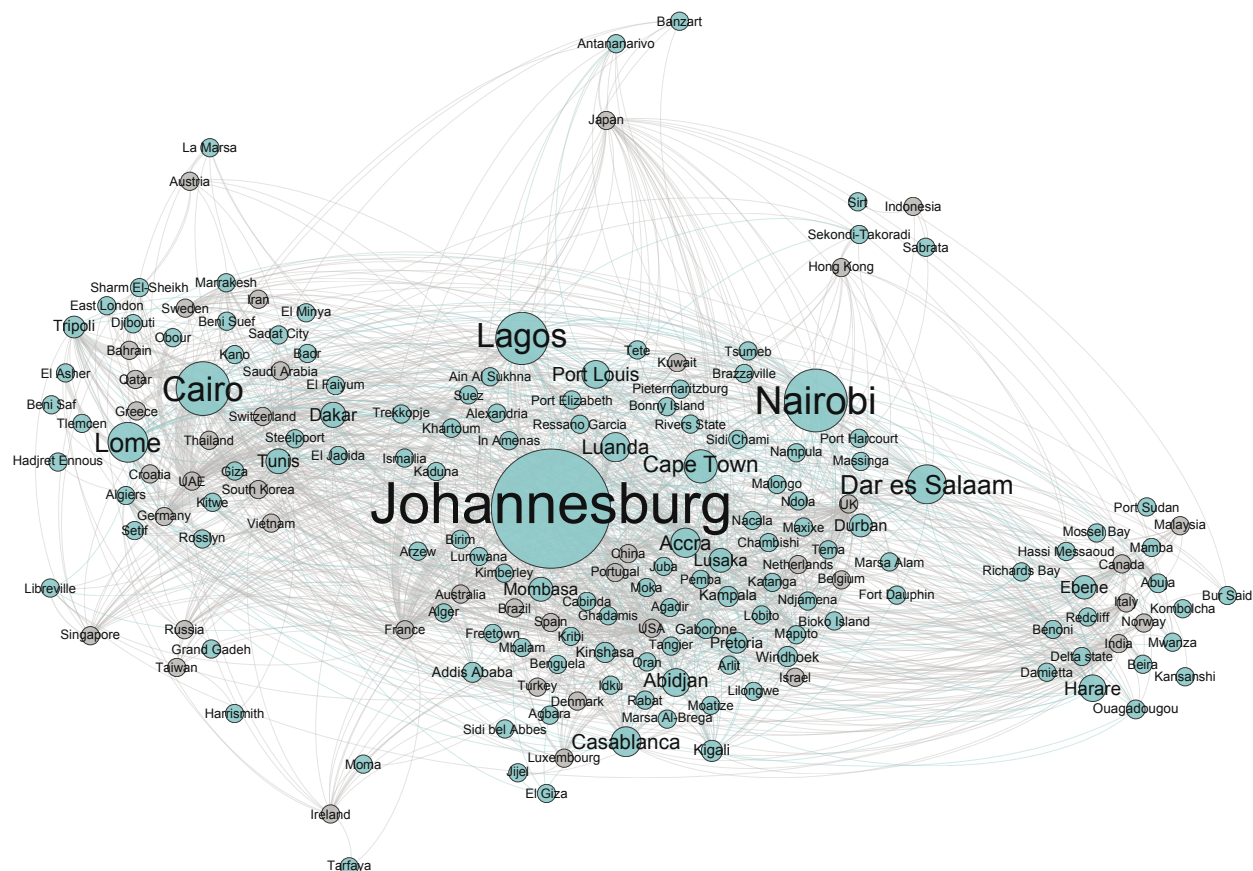 Banzart
Antananarivo
Japan
La Marsa
Austria
Sirt
Indonesia
Sekondi-Takoradi
Sabrata
Hong Kong
Marrakesh
Sharm El-Sheikh
Iran
East London
Sweden
El Minya
Djibouti
Beni Suef
Tripoli
Obour
Sadat City
Lagos
Bahrain
Kano
Badr
Tete
Tsumeb
Kuwait
Saudi Arabia
El Asher
Qatar
Cairo
El Faiyum
Ain Al Sukhna
Port Louis
Brazzaville
Pietermaritzburg
Suez
Beni Saf
Greece
Switzerland
Dakar
Trekkopje
Alexandria
Port Elizabeth
Bonny Island
Nairobi
Tlemcen
Khartoum
Ressano Garcia
Rivers State
Lome
Thailand
Steelpoort
In Amenas
Luanda
Sidi Chami
Port Harcourt
Hadjret Ennous
Tunis
El Jadida
Ismailia
Nampula
Massinga
Croatia
UAE
Giza
Kaduna
Cape Town
Malongo
Dar es Salaam
Algiers
South Korea
Kitwe
Johannesburg
Ndola
UK
Germany
Port Sudan
Setif
Vietnam
Nacala
Maxixe
Durban
Malaysia
Rosslyn
Birim
Accra
Chambishi
Mossel Bay
Arzew
Lumwana
China
Lusaka
Tema
Hassi Messaoud
Mamba
Kimberley
Portugal
Juba
Netherlands
Marsa Alam
Canada
Richards Bay
Libreville
Mombasa
Moka
Pemba
Katanga
Belgium
Abuja
Ebene
Australia
Kampala
Ndjamena
Fort Dauphin
Bur Said
Alger
Brazil
Cabinda
Agadir
Italy
Kombolcha
Ghadamis
Lobito
Redcliff
Singapore
Russia
France
Spain
USA
Gaborone
Bioko Island
Norway
Freetown
Kribi
Maputo
Benoni
Grand Gadeh
Mbalam
Tanger
Pretoria
India
Mwanza
Kinshasa
Windhoek
Delta state
Taiwan
Addis Ababa
Benguela
Oran
Arlit
Beira
Israel
Damietta
Kansanshi
Turkey
Idku
Abidjan
Lilongwe
Harare
Denmark
Rabat
Moatize
Ouagadougou
Harrismith
Agbara
Marsa Al-Brega
Sidi bel Abbes
Casablanca
Kigali
Luxembourg
Moma
Jijel
El Giza
Ireland
Tarfaya